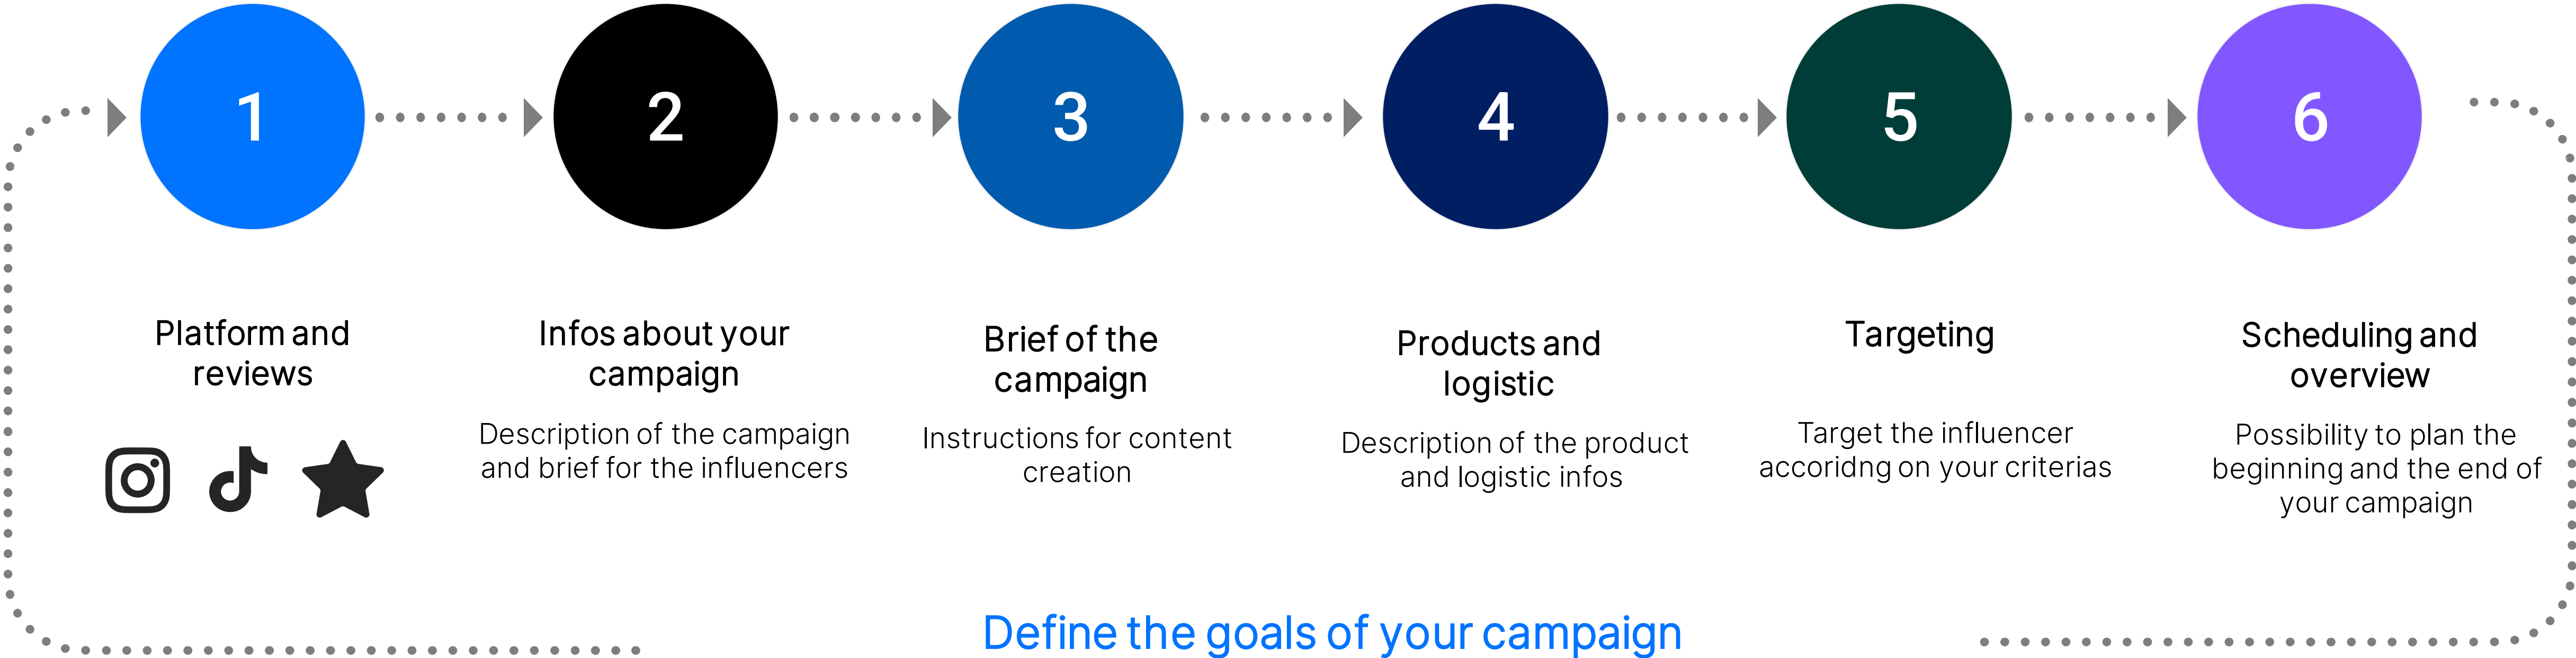 1
2
3
4
5
6
Platform and
reviews
Infos about your
campaign
Description of the campaign
and brief for the influencers
Brief of the
campaign
Instructions for content
creation
Products and
logistic
Description of the product
and logistic infos
Targeting
Target the influencer
accoridng on your criterias
Scheduling and
overview
Possibility to plan the
beginning and the end of
your campaign
Define the goals of your campaign